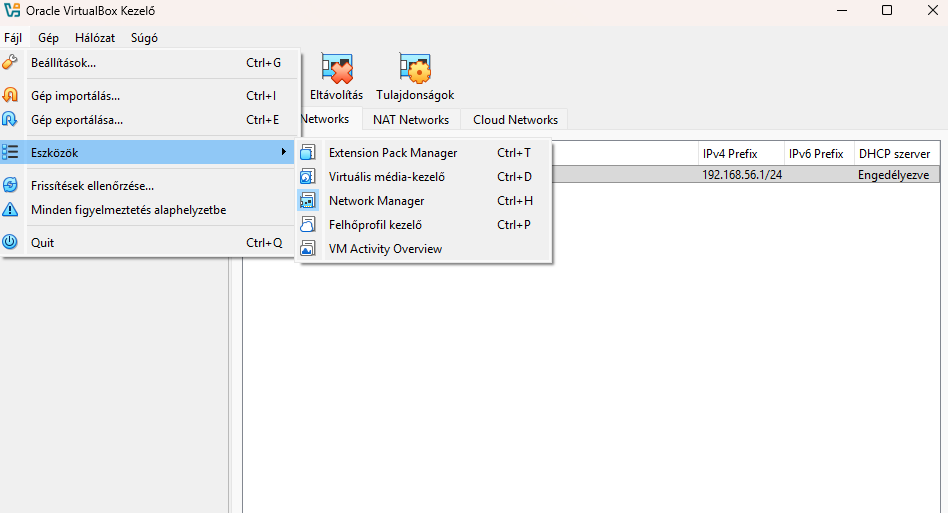 Oracle VirtualBox Kezelő
Fájl Gép Hálózat Súgó
Beállítások... Ctrl+G
Gép importálás... Ctrl+I
Gép exportálása... Ctrl+E
Eszközök
Frissítések ellenőrzése...
Minden figyelmeztetés alaphelyzetbe
Quit Ctrl+Q
Eltávolítás Tulajdonságok
Networks NAT Networks Cloud Networks
Extension Pack Manager Ctrl+T
Virtuális média-kezelő Ctrl+D
Network Manager Ctrl+H
Felhőprofil kezelő Ctrl+P
VM Activity Overview
IPv4 Prefix IPv6 Prefix DHCP szerver
192.168.56.1/24 Engedélyezve